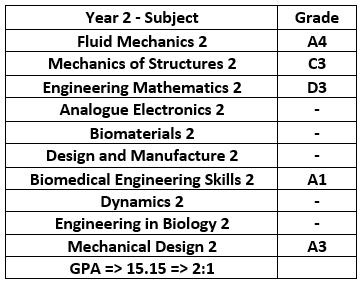 Year 2 - Subject Grade
Fluid Mechanics 2 A4
Mechanics of Structures 2 C3
Engineering Mathematics 2 D3
Analogue Electronics 2 -
Biomaterials 2 -
Design and Manufacture 2 -
Biomedical Engineering Skills 2 A1
Dynamics 2 -
Engineering in Biology 2 -
Mechanical Design 2 A3
GPA => 15.15 => 2:1